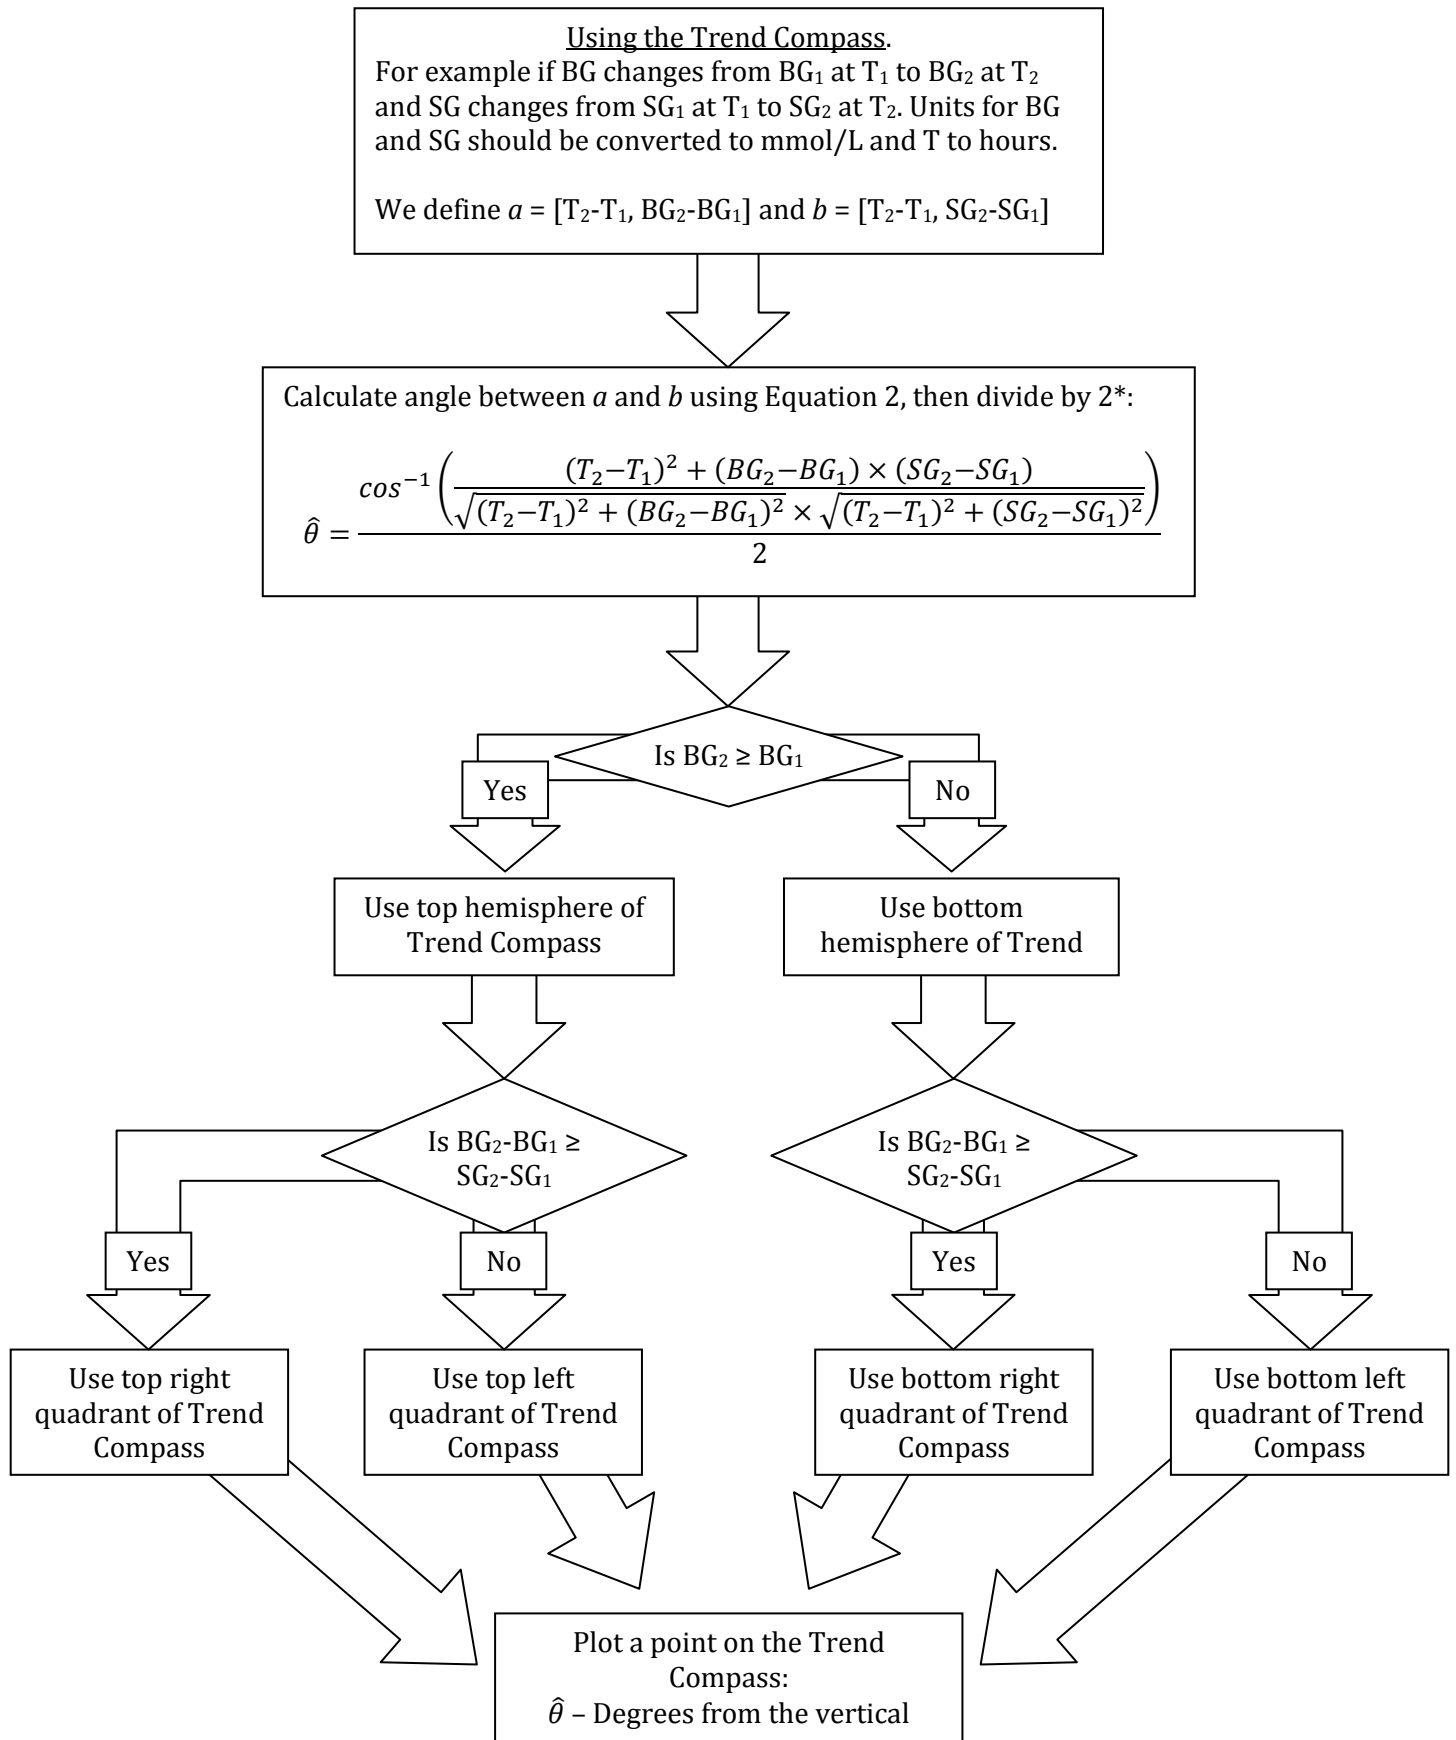 Using the Trend Compass.
For example if BG changes from BG₁ at T₁ to BG₂ at T₂
and SG changes from SG₁ at T₁ to SG₂ at T₂. Units for BG
and SG should be converted to mmol/L and T to hours.
We define a = [T₂-T₁, BG₂-BG₁] and b = [T₂-T₁, SG₂-SG₁]
Calculate angle between a and b using Equation 2, then divide by 2*:
θ̂ = cos⁻¹((T₂−T₁)² + (BG₂−BG₁) × (SG₂−SG₁) / (√((T₂−T₁)² + (BG₂−BG₁)²) × √((T₂−T₁)² + (SG₂−SG₁)²))) / 2
Is BG₂ ≥ BG₁
Yes
No
Use top hemisphere of
Trend Compass
Use bottom
hemisphere of Trend
Is BG₂-BG₁ ≥
SG₂-SG₁
Is BG₂-BG₁ ≥
SG₂-SG₁
Yes
No
Yes
No
Use top right
quadrant of Trend
Compass
Use top left
quadrant of Trend
Compass
Use bottom right
quadrant of Trend
Compass
Use bottom left
quadrant of Trend
Compass
Plot a point on the Trend
Compass:
θ̂ – Degrees from the vertical